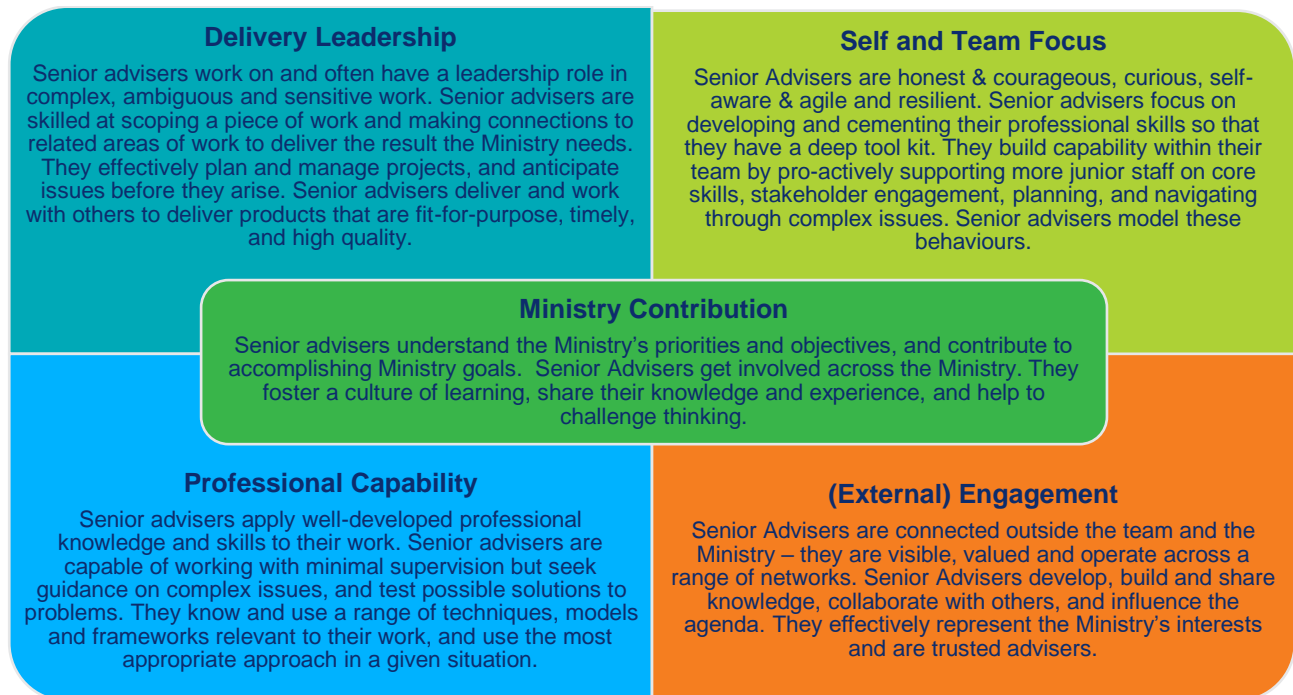 Delivery Leadership
Senior advisers work on and often have a leadership role in
complex, ambiguous and sensitive work. Senior advisers are
skilled at scoping a piece of work and making connections to
related areas of work to deliver the result the Ministry needs.
They effectively plan and manage projects, and anticipate
issues before they arise. Senior advisers deliver and work
with others to deliver products that are fit-for-purpose, timely,
and high quality.
Self and Team Focus
Senior Advisers are honest & courageous, curious, self-
aware & agile and resilient. Senior advisers focus on
developing and cementing their professional skills so that
they have a deep tool kit. They build capability within their
team by pro-actively supporting more junior staff on core
skills, stakeholder engagement, planning, and navigating
through complex issues. Senior advisers model these
behaviours.
Ministry Contribution
Senior advisers understand the Ministry's priorities and objectives, and contribute to
accomplishing Ministry goals.  Senior Advisers get involved across the Ministry. They
foster a culture of learning, share their knowledge and experience, and help to
challenge thinking.
Professional Capability
Senior advisers apply well-developed professional
knowledge and skills to their work. Senior advisers are
capable of working with minimal supervision but seek
guidance on complex issues, and test possible solutions to
problems. They know and use a range of techniques, models
and frameworks relevant to their work, and use the most
appropriate approach in a given situation.
(External) Engagement
Senior Advisers are connected outside the team and the
Ministry – they are visible, valued and operate across a
range of networks. Senior Advisers develop, build and share
knowledge, collaborate with others, and influence the
agenda. They effectively represent the Ministry's interests
and are trusted advisers.